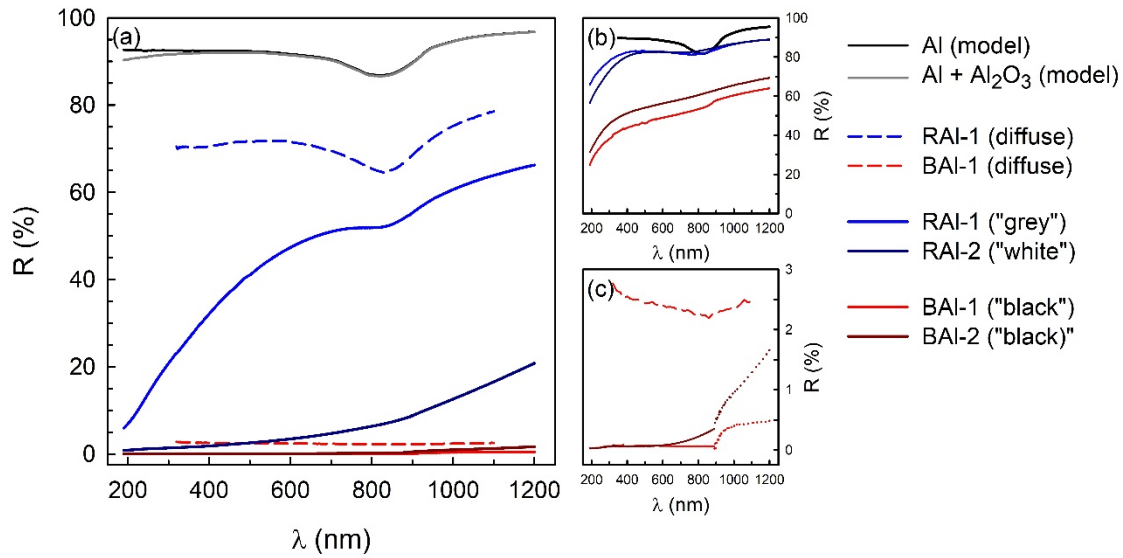 (a)
100
80
60
40
20
0
R (%)
200 400 600 800 1000 1200
λ (nm)
(b)
100
80
60
40
20
0
R (%)
200 400 600 800 1000 1200
λ (nm)
(c)
3
2
1
0
R (%)
200 400 600 800 1000 1200
λ (nm)
Al (model)
Al + Al₂O₃ (model)
RAl-1 (diffuse)
BAl-1 (diffuse)
RAl-1 ("grey")
RAl-2 ("white")
BAl-1 ("black")
BAl-2 ("black)"